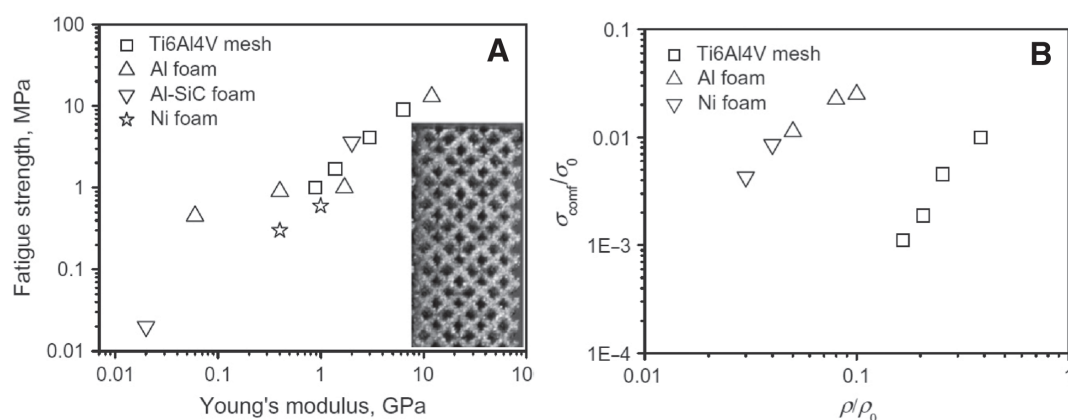 A
Ti6Al4V mesh
Al foam
Al-SiC foam
Ni foam
Fatigue strength, MPa
100
10
1
0.1
0.01
0.01
0.1
1
10
10
Young's modulus, GPa
B
Ti6Al4V mesh
Al foam
Ni foam
σcomf/σ0
0.1
0.01
1E−3
1E−4
0.01
0.1
1
ρ/ρ0